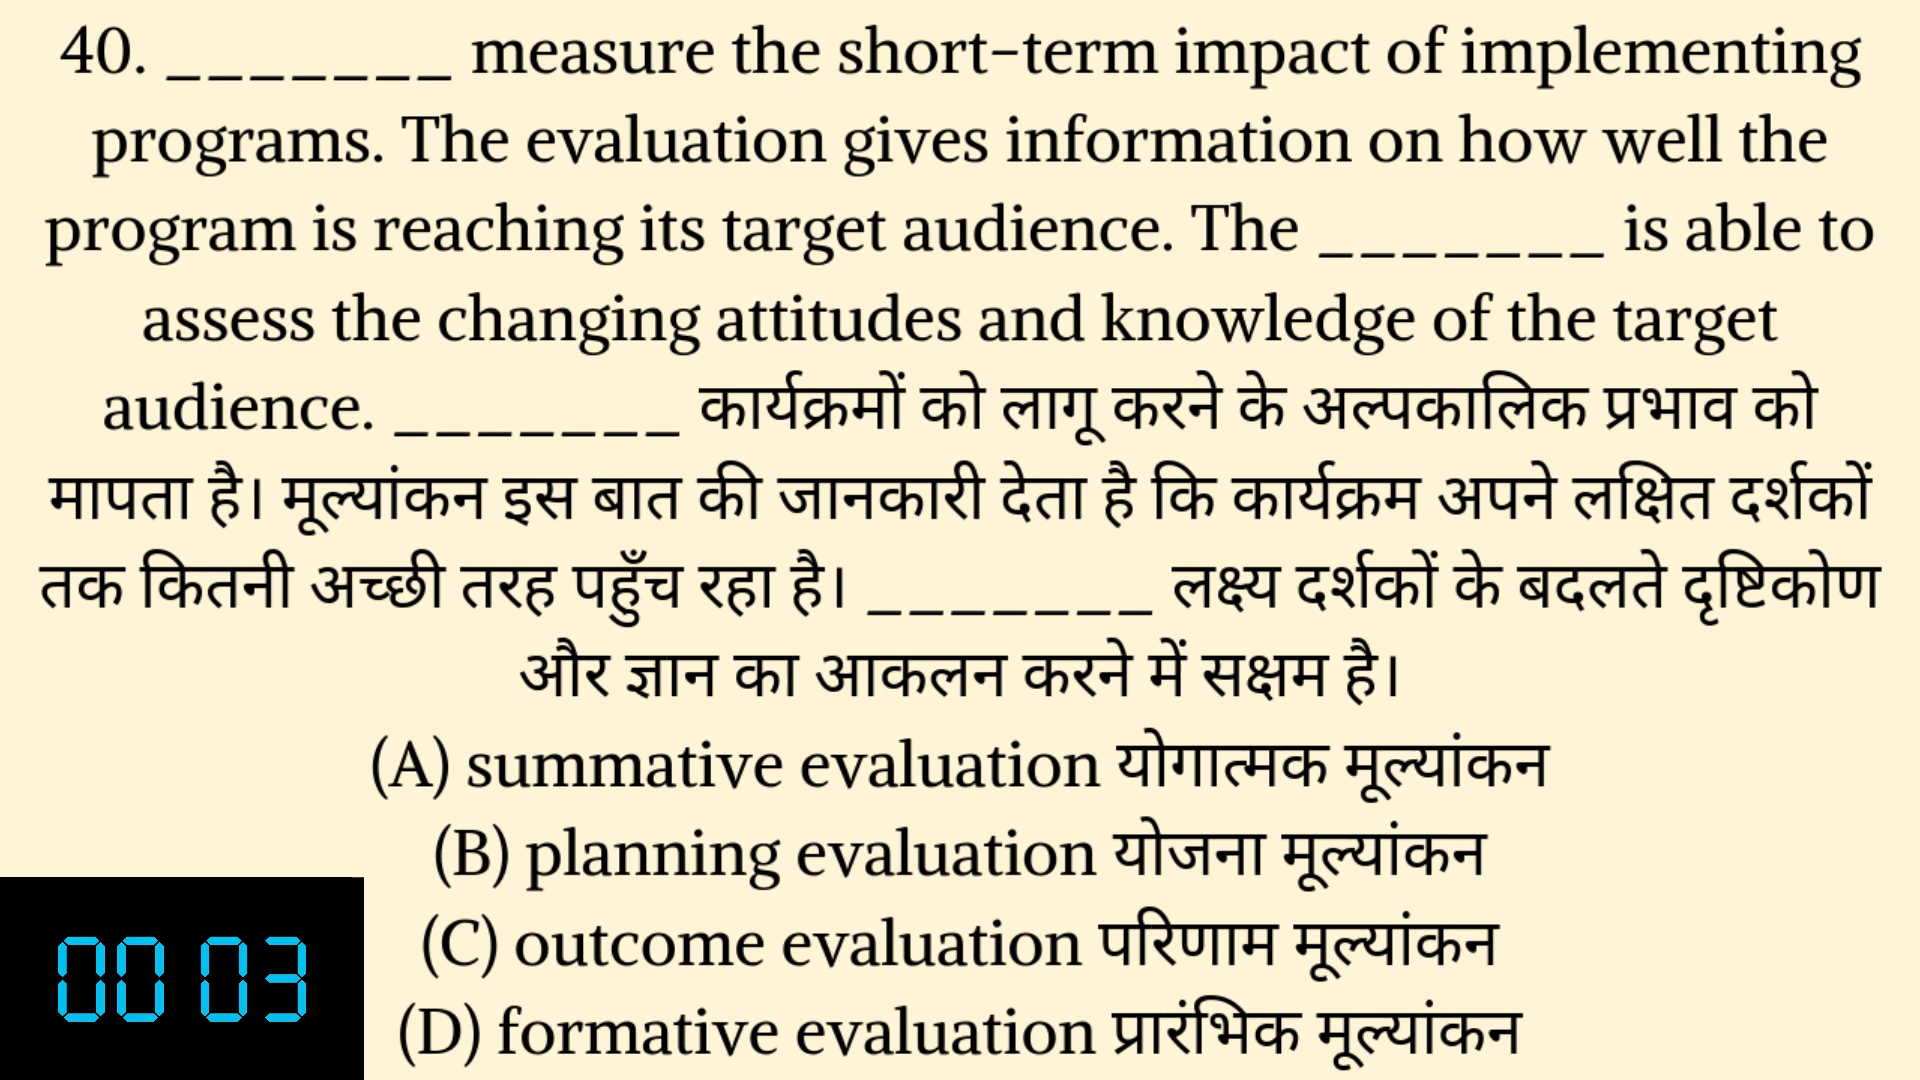 40. _______ measure the short-term impact of implementing
programs. The evaluation gives information on how well the
program is reaching its target audience. The _______ is able to
assess the changing attitudes and knowledge of the target
audience. _______ कार्यक्रमों को लागू करने के अल्पकालिक प्रभाव को
मापता है। मूल्यांकन इस बात की जानकारी देता है कि कार्यक्रम अपने लक्षित दर्शकों
तक कितनी अच्छी तरह पहुँच रहा है। _______ लक्ष्य दर्शकों के बदलते दृष्टिकोण
और ज्ञान का आकलन करने में सक्षम है।
(A) summative evaluation योगात्मक मूल्यांकन
(B) planning evaluation योजना मूल्यांकन
(C) outcome evaluation परिणाम मूल्यांकन
(D) formative evaluation प्रारंभिक मूल्यांकन
00 03